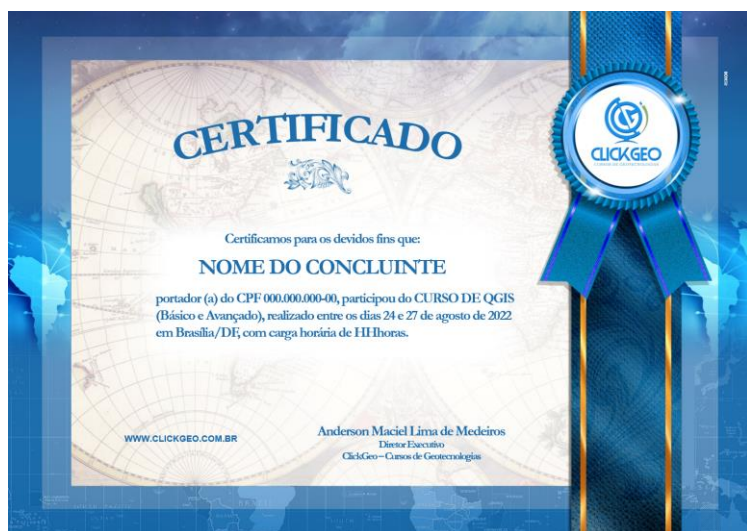 CERTIFICADO
CLICKGEO
CURSOS DE GEOTECNOLOGIAS
Certificamos para os devidos fins que:
NOME DO CONCLUINTE
portador (a) do CPF 000.000.000-00, participou do CURSO DE QGIS
(Básico e Avançado), realizado entre os dias 24 e 27 de agosto de 2022
em Brasília/DF, com carga horária de HHhoras.
WWW.CLICKGEO.COM.BR
Anderson Maciel Lima de Medeiros
Diretor Executivo
ClickGeo – Cursos de Geotecnologias